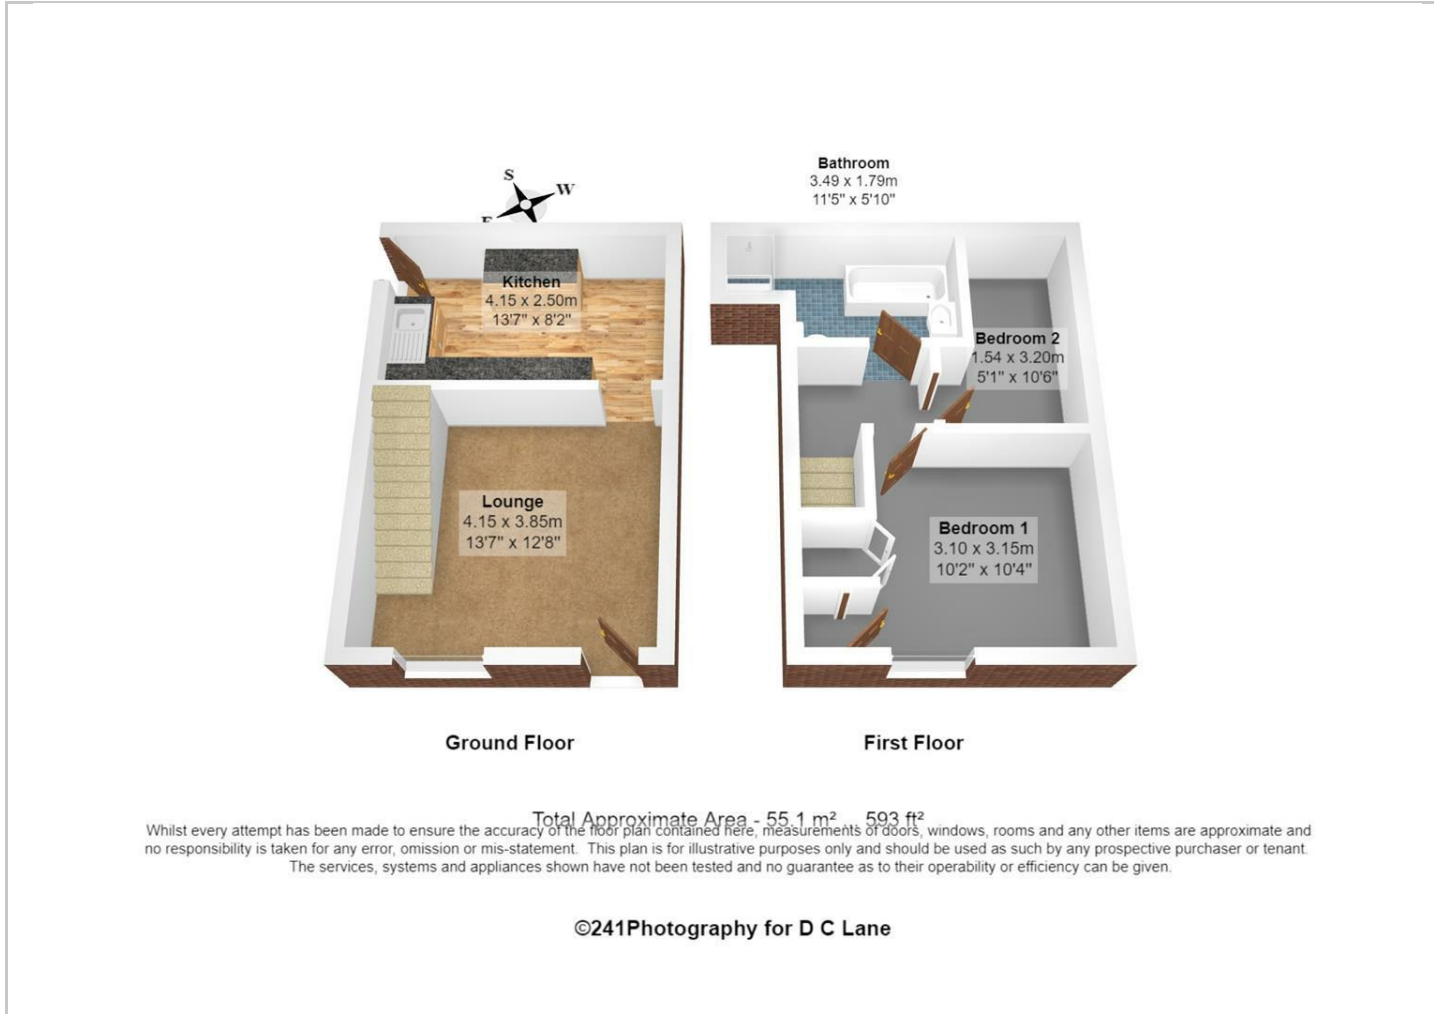 Bathroom
3.49 x 1.79m
11'5" x 5'10"
S
W
E
Kitchen
4.15 x 2.50m
13'7" x 8'2"
Bedroom 2
1.54 x 3.20m
5'1" x 10'6"
Lounge
4.15 x 3.85m
13'7" x 12'8"
Bedroom 1
3.10 x 3.15m
10'2" x 10'4"
Ground Floor
First Floor
Total Approximate Area - 55.1 m² ... 593 ft²
Whilst every attempt has been made to ensure the accuracy of the floor plan contained here, measurements of doors, windows, rooms and any other items are approximate and
no responsibility is taken for any error, omission or mis-statement. This plan is for illustrative purposes only and should be used as such by any prospective purchaser or tenant.
The services, systems and appliances shown have not been tested and no guarantee as to their operability or efficiency can be given.
©241Photography for D C Lane